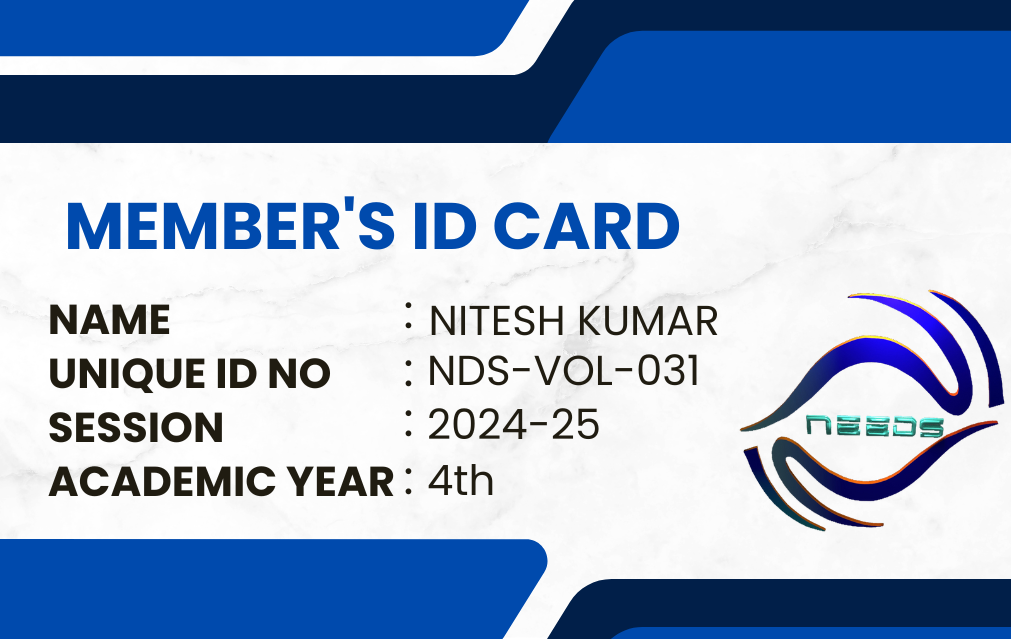 MEMBER'S ID CARD
NAME : NITESH KUMAR
UNIQUE ID NO : NDS-VOL-031
SESSION : 2024-25
ACADEMIC YEAR : 4th
NEEDS